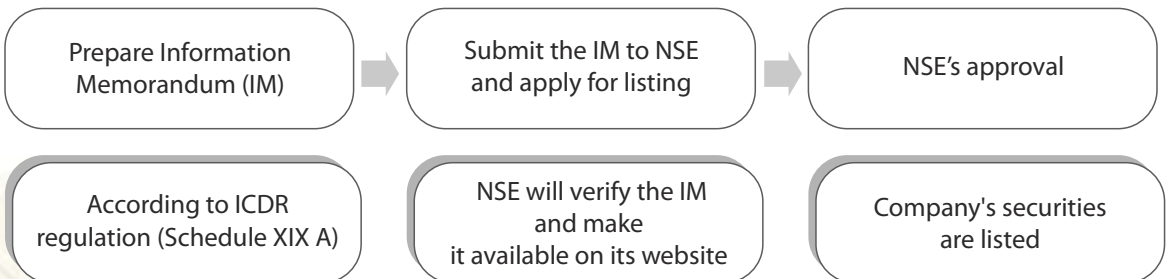 Prepare Information
Memorandum (IM)
Submit the IM to NSE
and apply for listing
NSE's approval
According to ICDR
regulation (Schedule XIX A)
NSE will verify the IM
and make
it available on its website
Company's securities
are listed